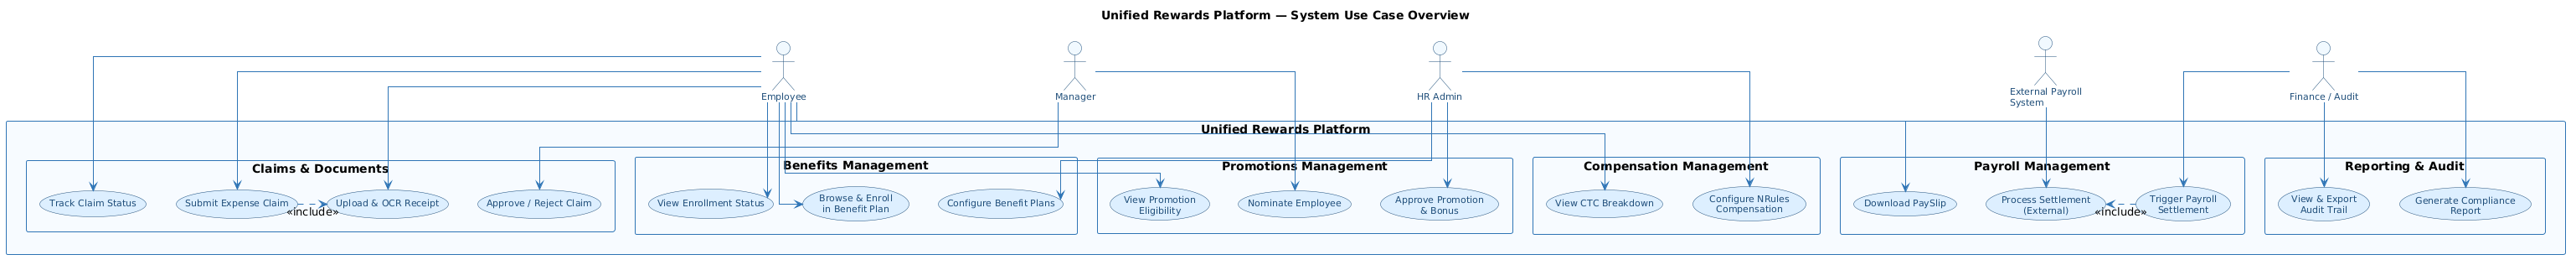 Unified Rewards Platform — System Use Case Overview
Employee
Manager
HR Admin
External Payroll
System
Finance / Audit
Unified Rewards Platform
Claims & Documents
Track Claim Status
Submit Expense Claim
«include»
Upload & OCR Receipt
Approve / Reject Claim
Benefits Management
View Enrollment Status
Browse & Enroll
in Benefit Plan
Configure Benefit Plans
Promotions Management
View Promotion
Eligibility
Nominate Employee
Approve Promotion
& Bonus
Compensation Management
View CTC Breakdown
Configure NRules
Compensation
Payroll Management
Download PaySlip
Process Settlement
(External)
«include»
Trigger Payroll
Settlement
Reporting & Audit
View & Export
Audit Trail
Generate Compliance
Report